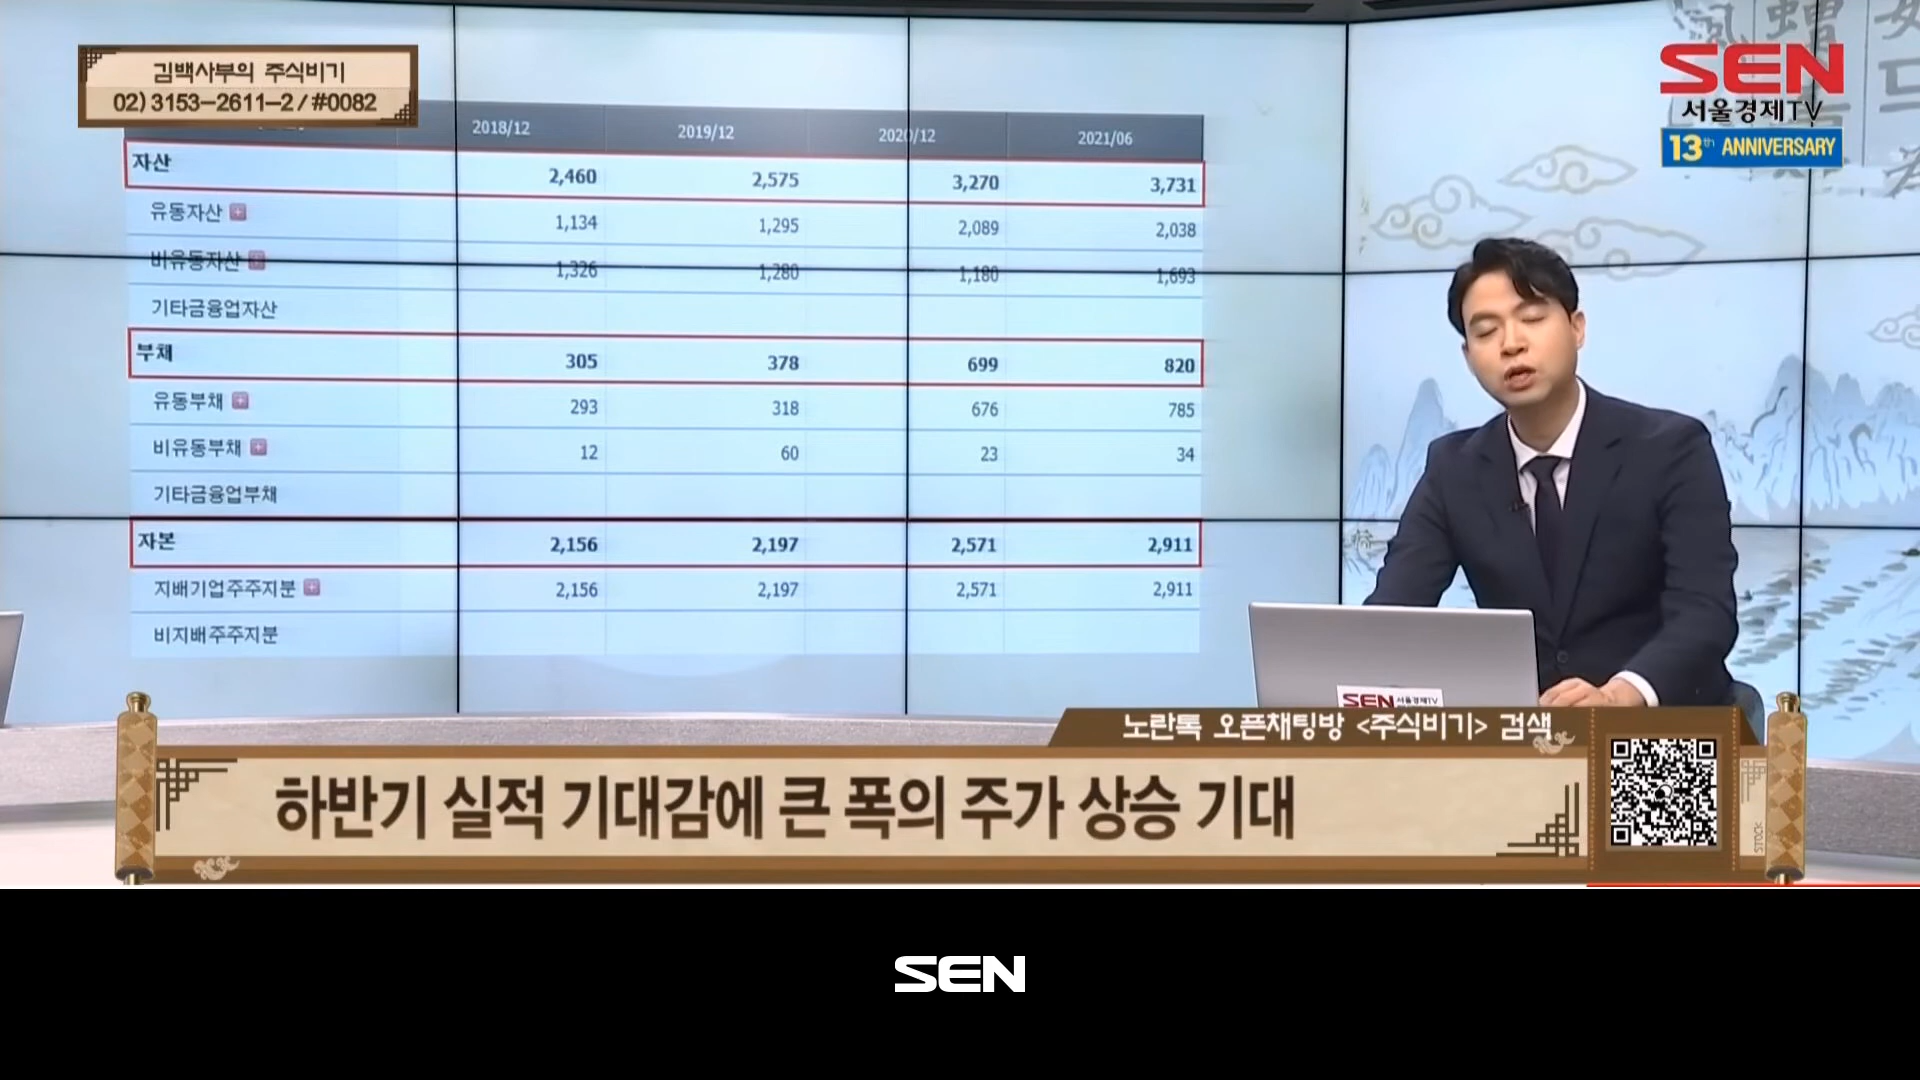 김백사부의 주식비기
02) 3153-2611-2 / #0082
SEN
서울경제TV
13th ANNIVERSARY
2018/12 2019/12 2020/12 2021/06
자산 2,460 2,575 3,270 3,731
유동자산 1,134 1,295 2,089 2,038
비유동자산 1,326 1,280 1,180 1,693
기타금융업자산
부채 305 378 699 820
유동부채 293 318 676 785
비유동부채 12 60 23 34
기타금융업부채
자본 2,156 2,197 2,571 2,911
지배기업주주지분 2,156 2,197 2,571 2,911
비지배주주지분
SEN 서울경제TV
노란톡 오픈채팅방 <주식비기> 검색
하반기 실적 기대감에 큰 폭의 주가 상승 기대
STOCK
SEN